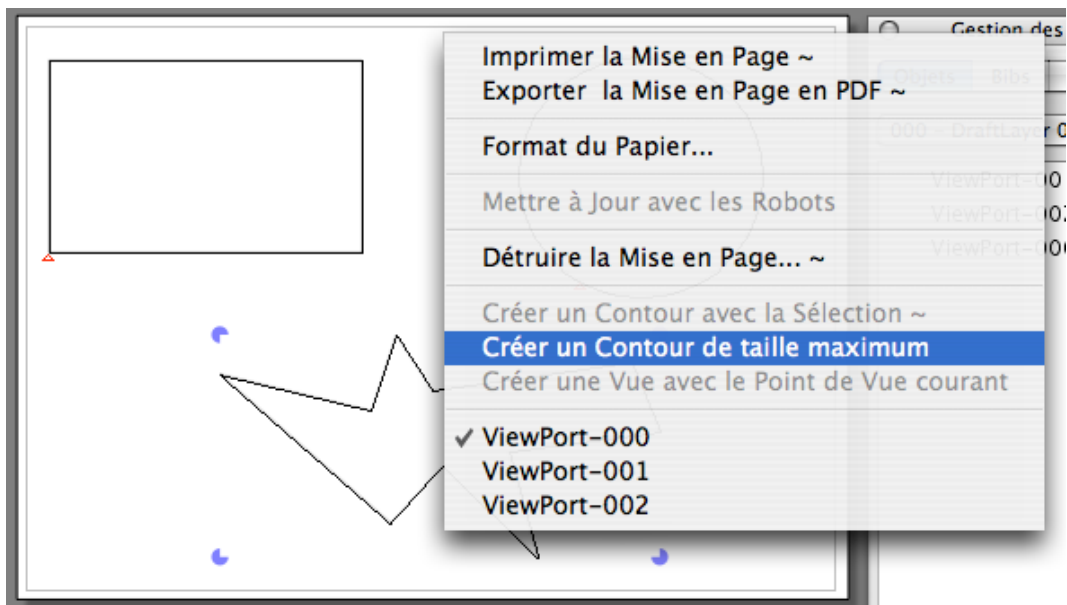 Gestion des
Objets Bibs
000 - DraftLayer 0
ViewPort-00
ViewPort-002
ViewPort-000
Imprimer la Mise en Page ~
Exporter la Mise en Page en PDF ~
Format du Papier...
Mettre à Jour avec les Robots
Détruire la Mise en Page... ~
Créer un Contour avec la Sélection ~
Créer un Contour de taille maximum
Créer une Vue avec le Point de Vue courant
✓ ViewPort-000
ViewPort-001
ViewPort-002